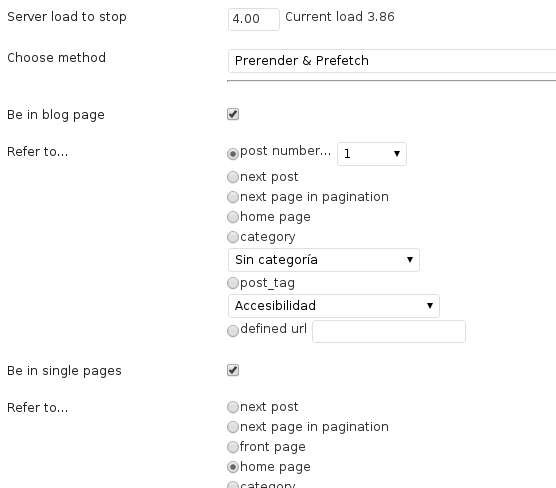 Server load to stop 4.00 Current load 3.86
Choose method Prerender & Prefetch
Be in blog page
Refer to... post number... 1
next post
next page in pagination
home page
category
Sin categoría
post_tag
Accesibilidad
defined url
Be in single pages
Refer to... next post
next page in pagination
front page
home page
category